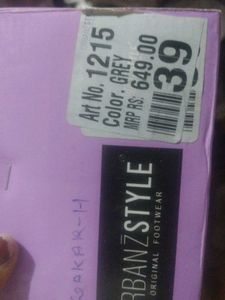 Art No. 1215
Color. GREY
MRP RS: 649.00
39
RBANZSTYLE
ORIGINAL FOOTWEAR